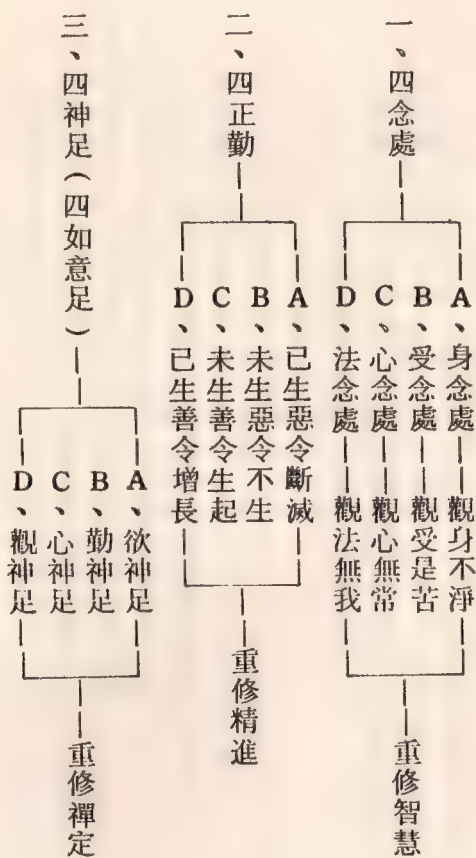 一、四念處
A、身念處——觀身不淨
B、受念處——觀受是苦
C、心念處——觀心無常
D、法念處——觀法無我
重修智慧
二、四正勤
A、已生惡令斷滅
B、未生惡令不生
C、未生善令生起
D、已生善令增長
重修精進
三、四神足(四如意足)
A、欲神足
B、勤神足
C、心神足
D、觀神足
重修禪定